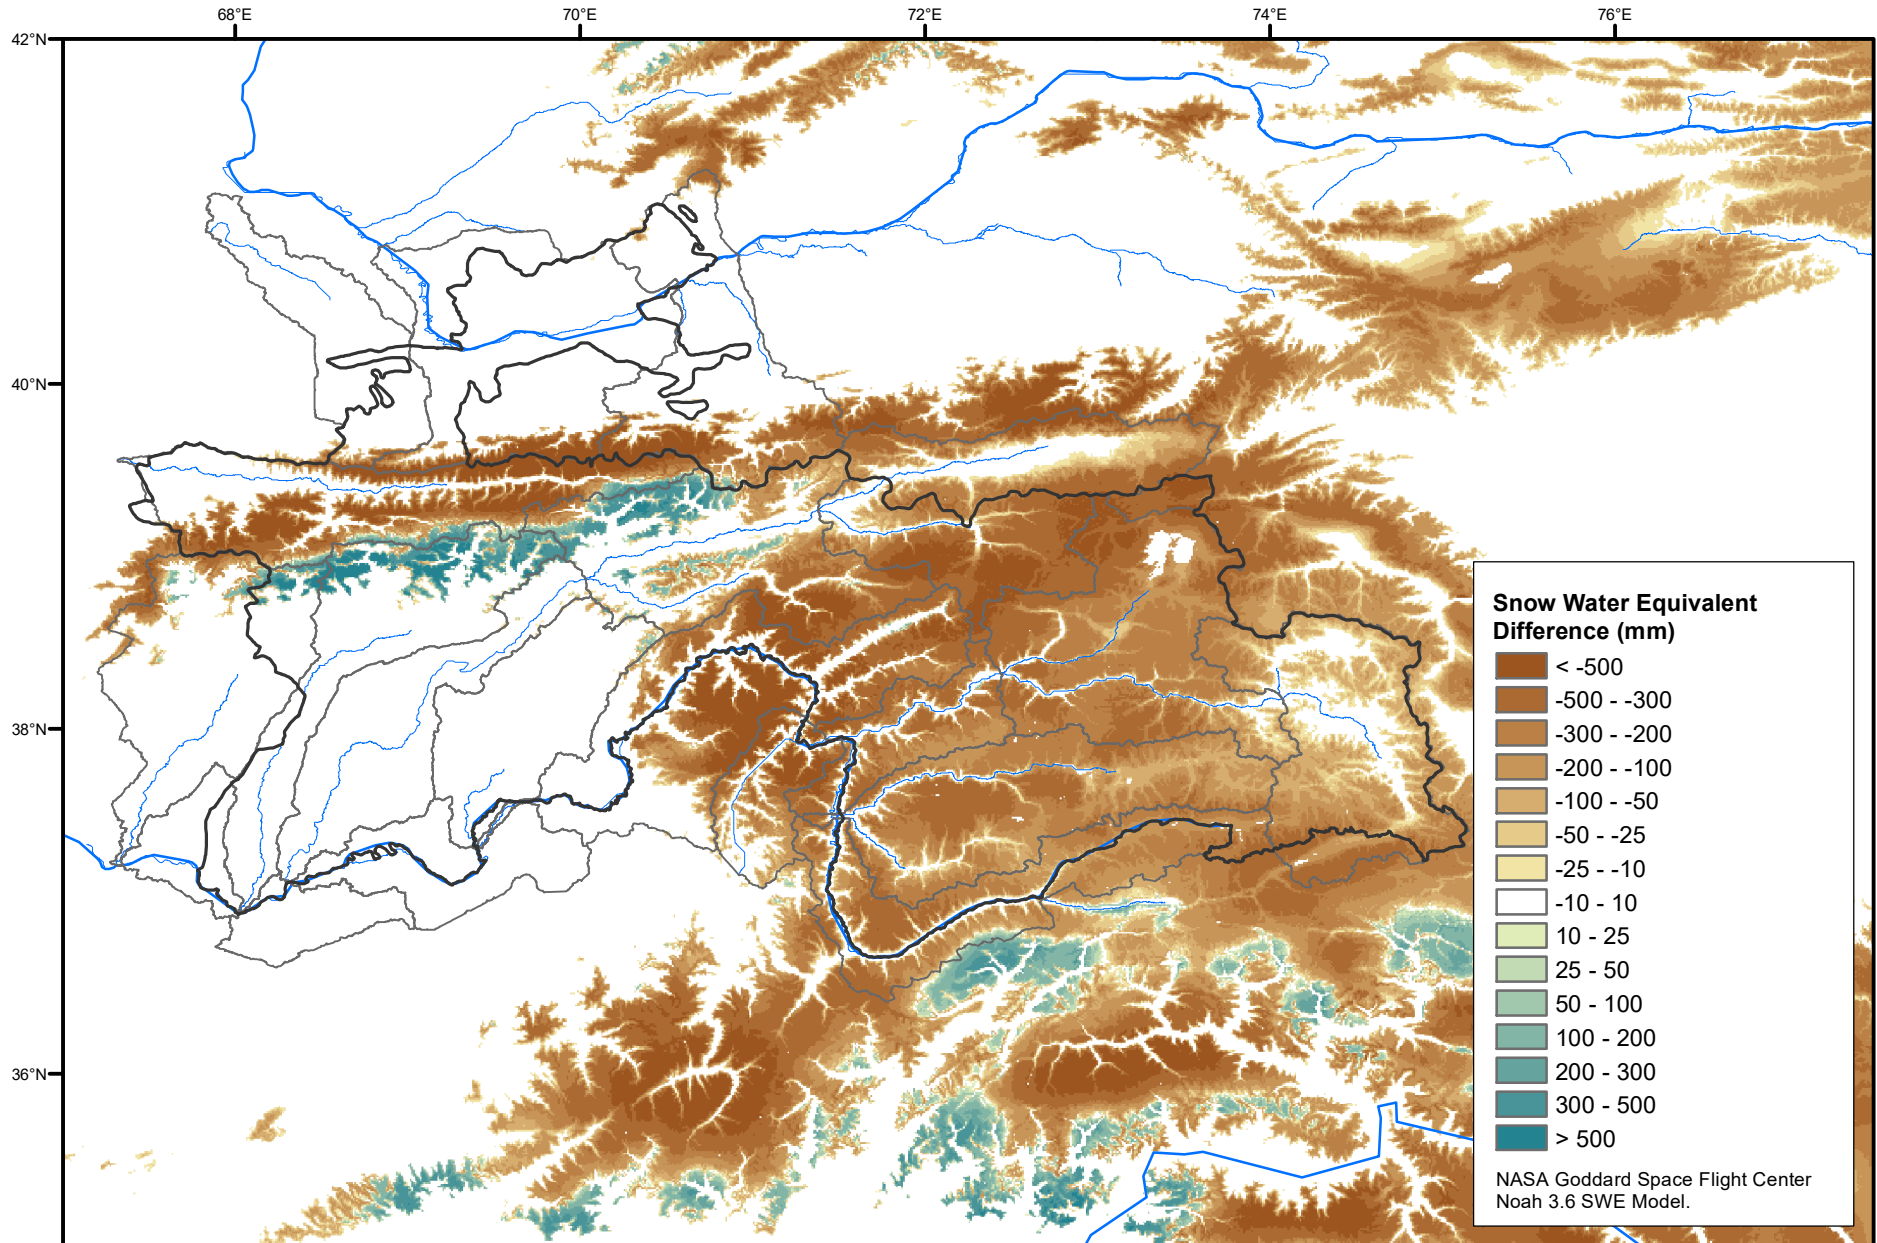 68°E
70°E
72°E
74°E
76°E
42°N
40°N
38°N
36°N
Snow Water Equivalent
Difference (mm)
< -500
-500 - -300
-300 - -200
-200 - -100
-100 - -50
-50 - -25
-25 - -10
-10 - 10
10 - 25
25 - 50
50 - 100
100 - 200
200 - 300
300 - 500
> 500
NASA Goddard Space Flight Center
Noah 3.6 SWE Model.